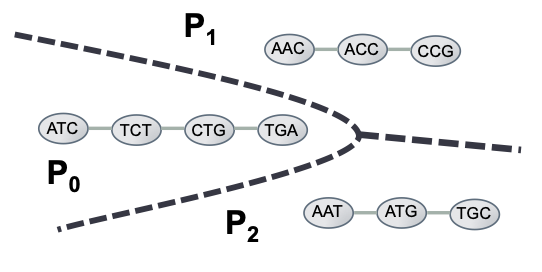 P1
AAC ACC CCG
ATC TCT CTG TGA
P0
AAT ATG TGC
P2